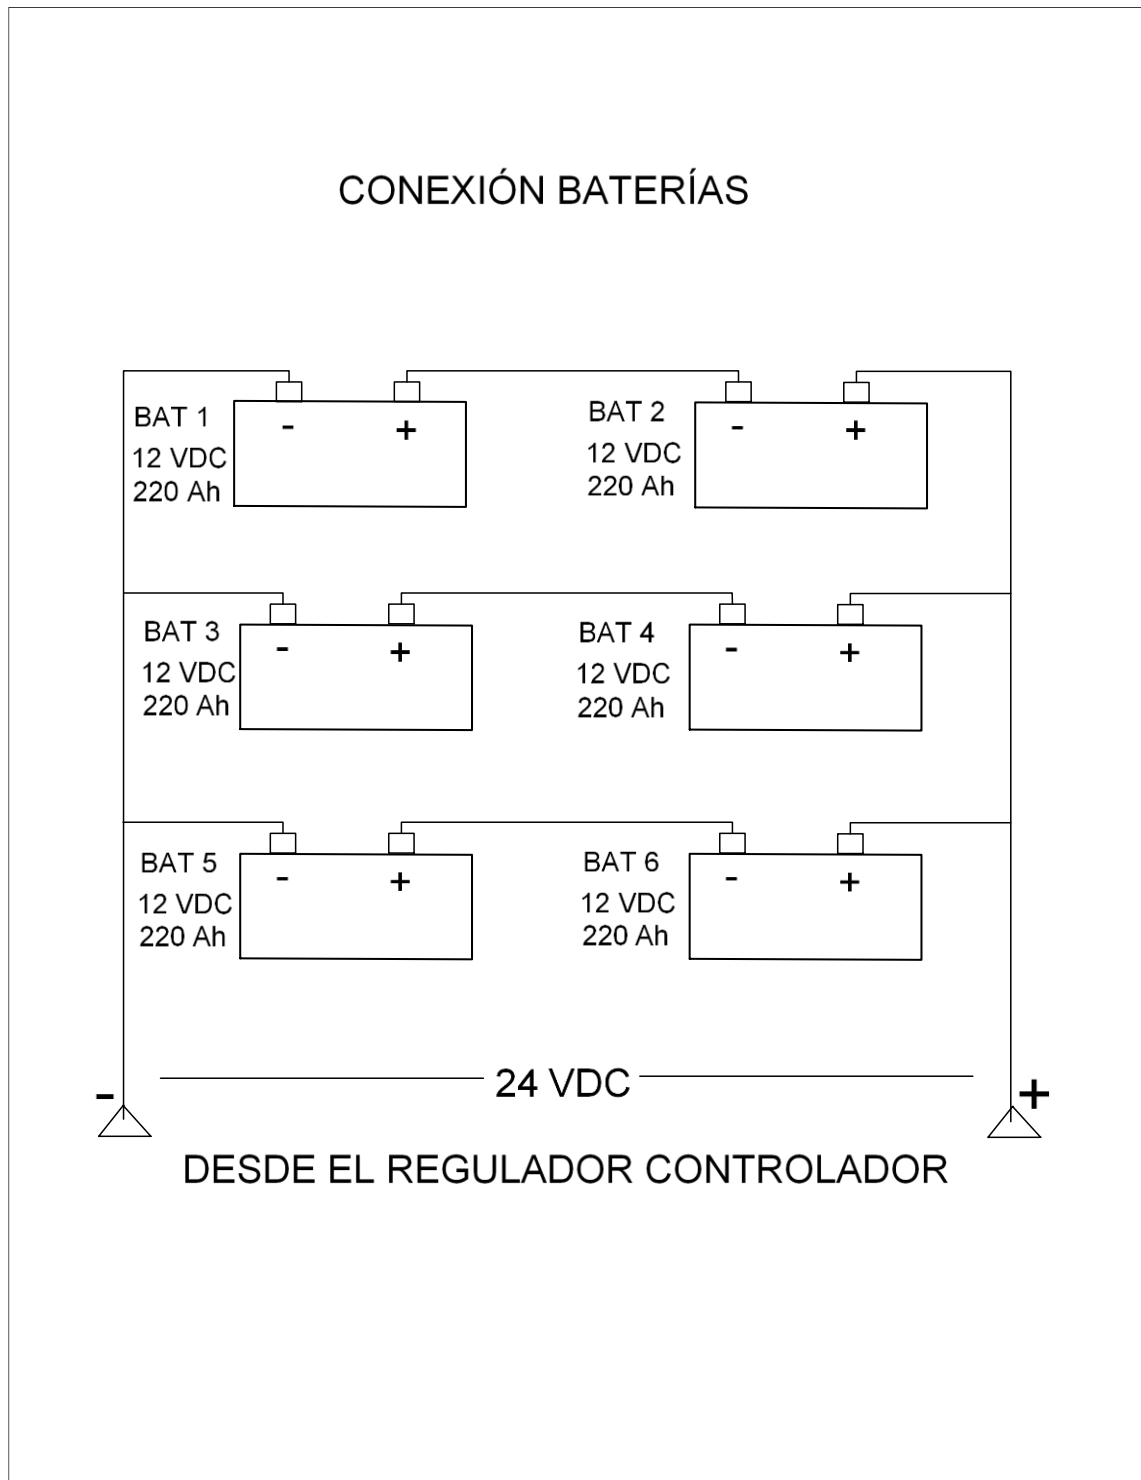 CONEXIÓN BATERÍAS
BAT 1
12 VDC
220 Ah
- +
BAT 2
12 VDC
220 Ah
- +
BAT 3
12 VDC
220 Ah
- +
BAT 4
12 VDC
220 Ah
- +
BAT 5
12 VDC
220 Ah
- +
BAT 6
12 VDC
220 Ah
- +
- 24 VDC +
DESDE EL REGULADOR CONTROLADOR